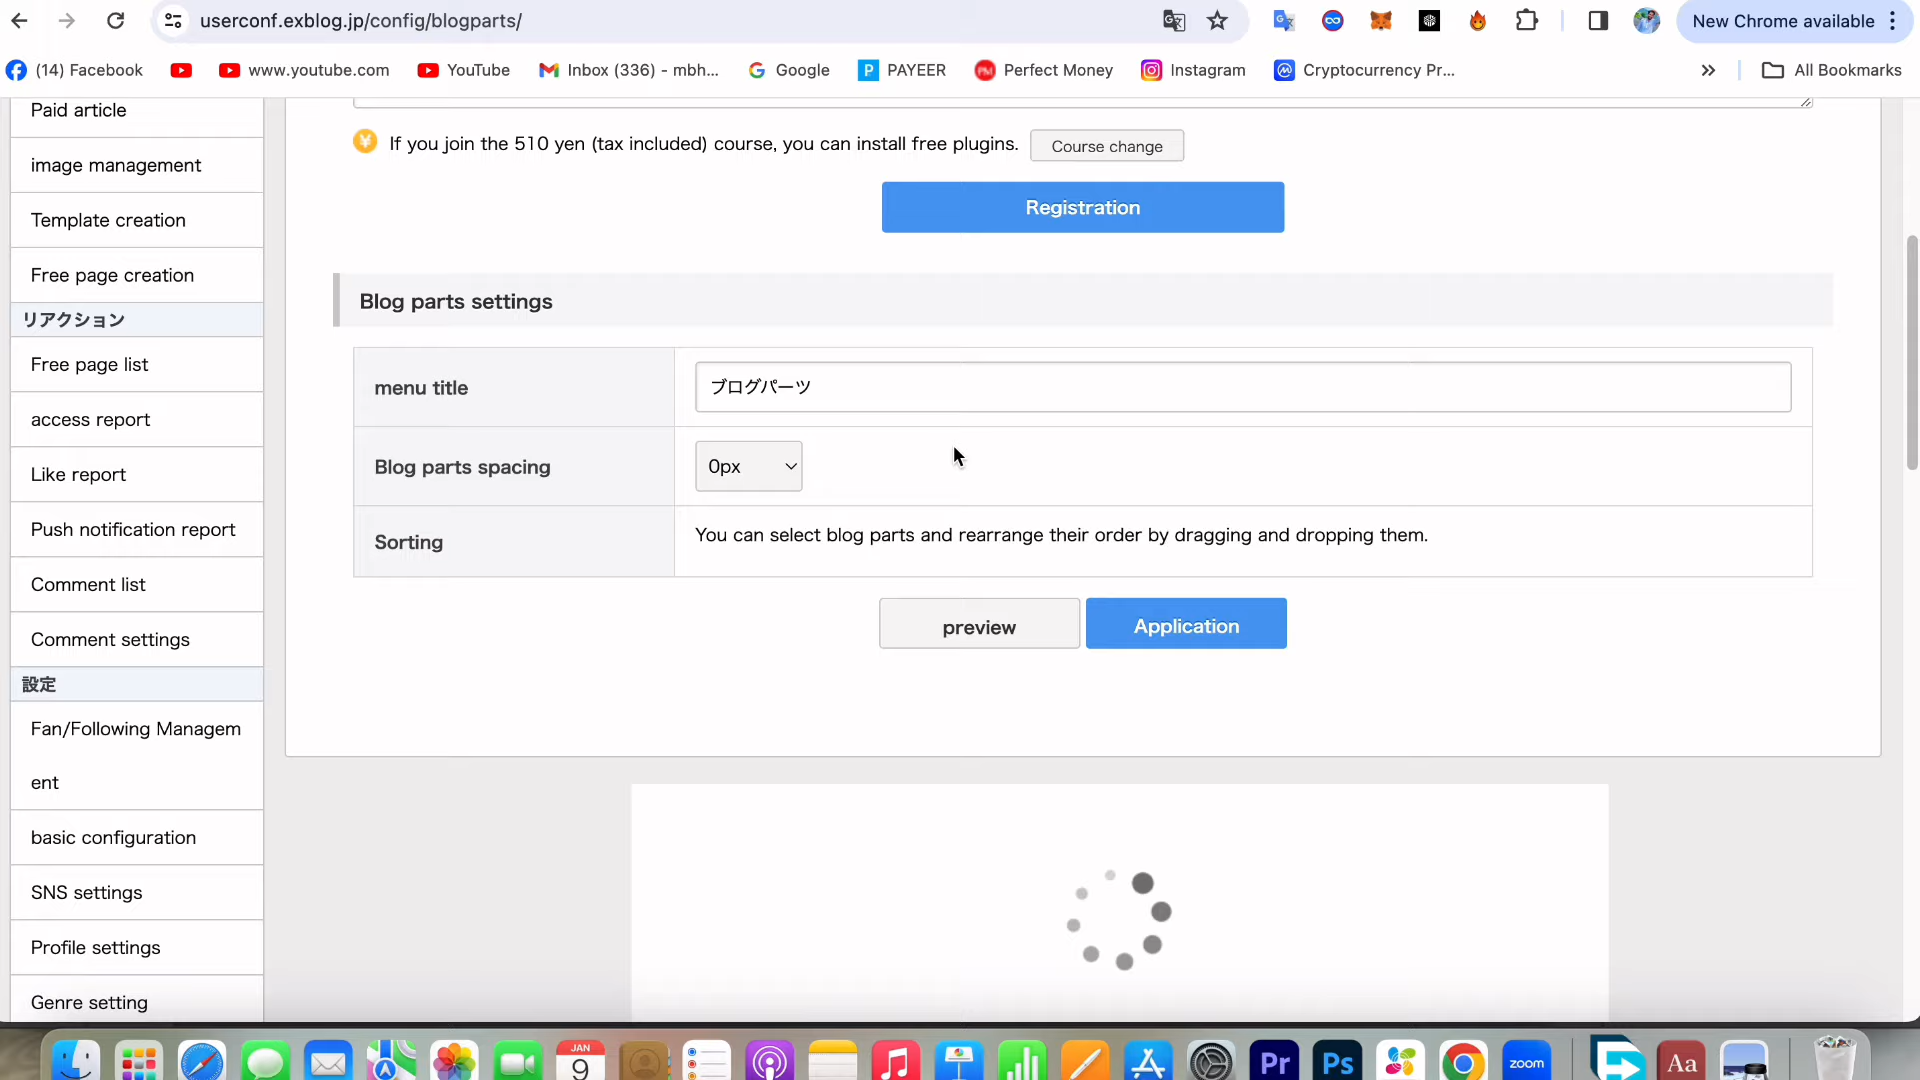 userconf.exblog.jp/config/blogparts/
New Chrome available
(14) Facebook
www.youtube.com
YouTube
Inbox (336) - mbh...
Google
PAYEER
Perfect Money
Instagram
Cryptocurrency Pr...
All Bookmarks
Paid article
image management
Template creation
Free page creation
リアクション
Free page list
access report
Like report
Push notification report
Comment list
Comment settings
設定
Fan/Following Managem
ent
basic configuration
SNS settings
Profile settings
Genre setting
If you join the 510 yen (tax included) course, you can install free plugins.
Course change
Registration
Blog parts settings
menu title
ブログパーツ
Blog parts spacing
0px
Sorting
You can select blog parts and rearrange their order by dragging and dropping them.
preview
Application
JAN
9
Pr
Ps
zoom
Aa